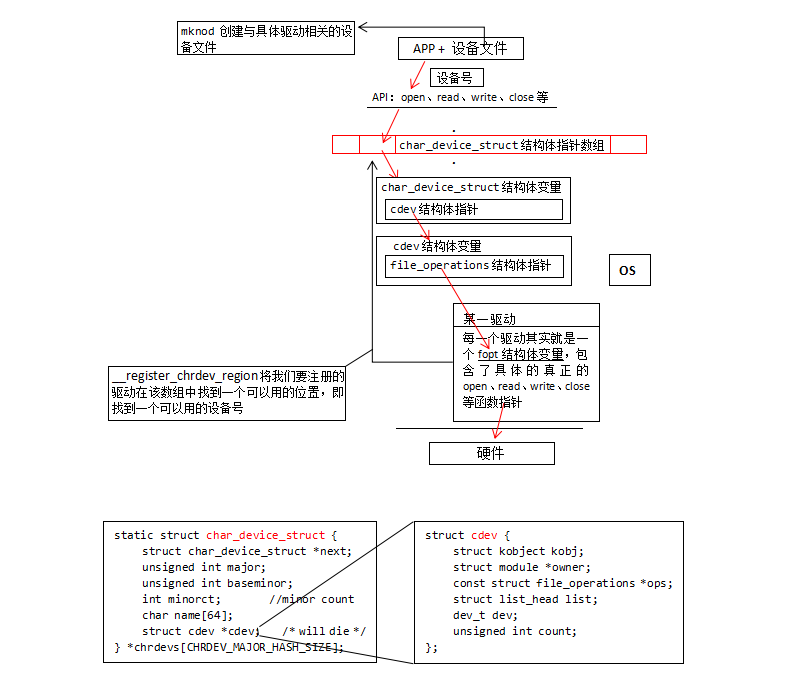 mknod 创建与具体驱动相关的设
备文件
APP + 设备文件
设备号
API：open、read、write、close 等
.
char_device_struct 结构体指针数组
.
char_device_struct 结构体变量
cdev 结构体指针
cdev 结构体变量
file_operations 结构体指针
OS
某一驱动
每一个驱动其实就是一
个 fopt 结构体变量，包
含了具体的真正的
open、read、write、close
等函数指针
__register_chrdev_region 将我们要注册的
驱动在该数组中找到一个可以用的位置，即
找到一个可以用的设备号
硬件
static struct char_device_struct {
struct char_device_struct *next;
unsigned int major;
unsigned int baseminor;
int minorct; //minor count
char name[64];
struct cdev *cdev; /* will die */
} *chrdevs[CHRDEV_MAJOR_HASH_SIZE];
struct cdev {
struct kobject kobj;
struct module *owner;
const struct file_operations *ops;
struct list_head list;
dev_t dev;
unsigned int count;
};